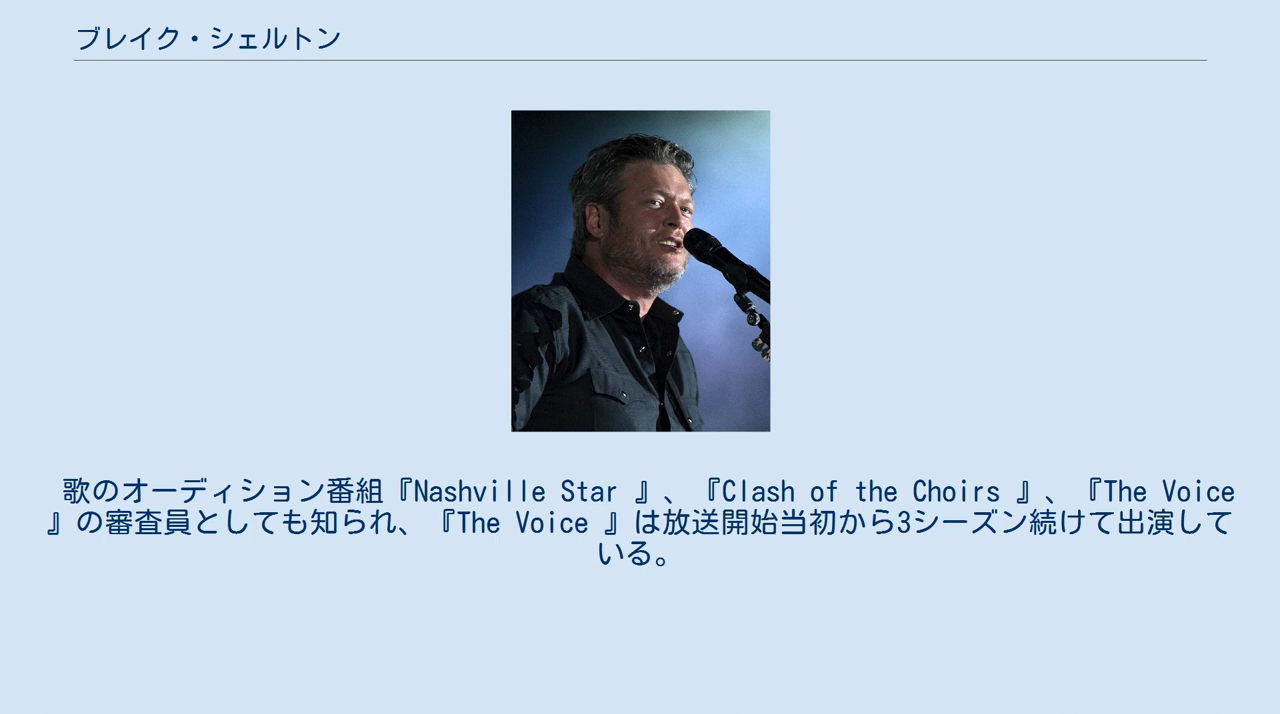 ブレイク・シェルトン
歌のオーディション番組『Nashville Star 』、『Clash of the Choirs 』、『The Voice
』の審査員としても知られ、『The Voice 』は放送開始当初から3シーズン続けて出演して
いる。